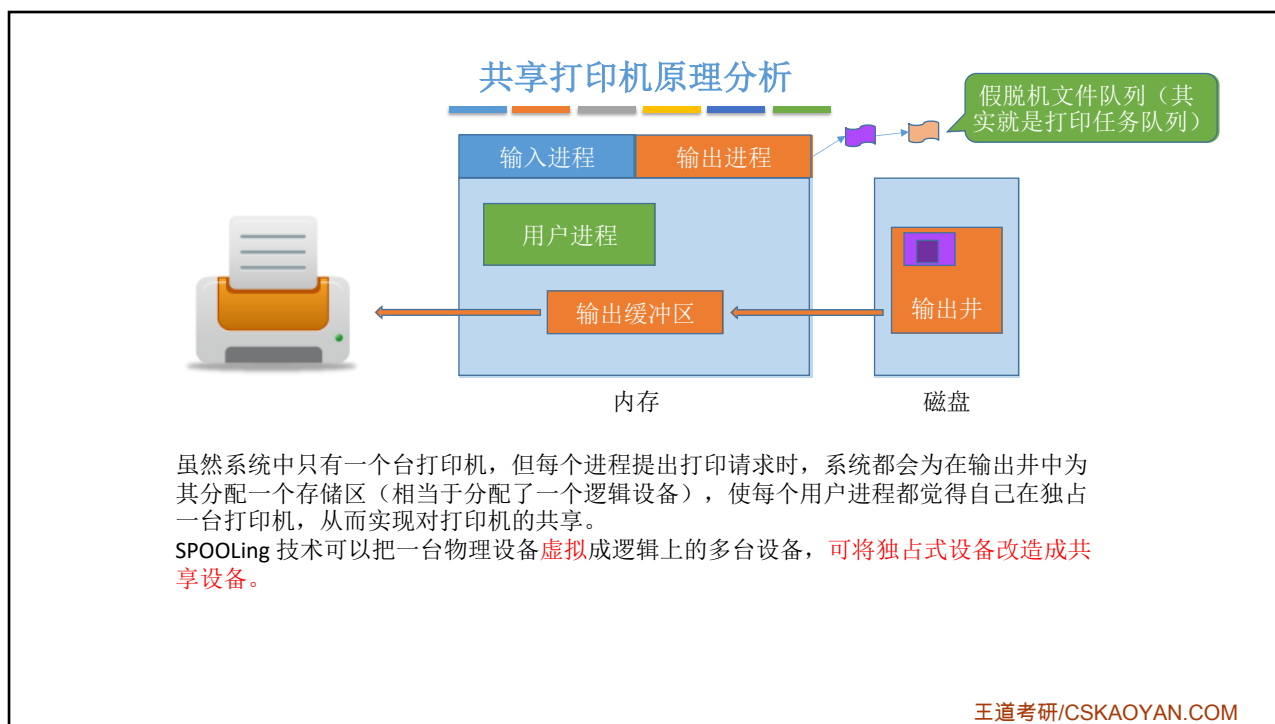 共享打印机原理分析
假脱机文件队列（其
实就是打印任务队列）
输入进程
输出进程
用户进程
输出缓冲区
输出井
内存
磁盘
虽然系统中只有一个台打印机，但每个进程提出打印请求时，系统都会为在输出井中为
其分配一个存储区（相当于分配了一个逻辑设备），使每个用户进程都觉得自己在独占
一台打印机，从而实现对打印机的共享。
SPOOLing 技术可以把一台物理设备虚拟成逻辑上的多台设备，可将独占式设备改造成共
享设备。
王道考研/CSKAOYAN.COM